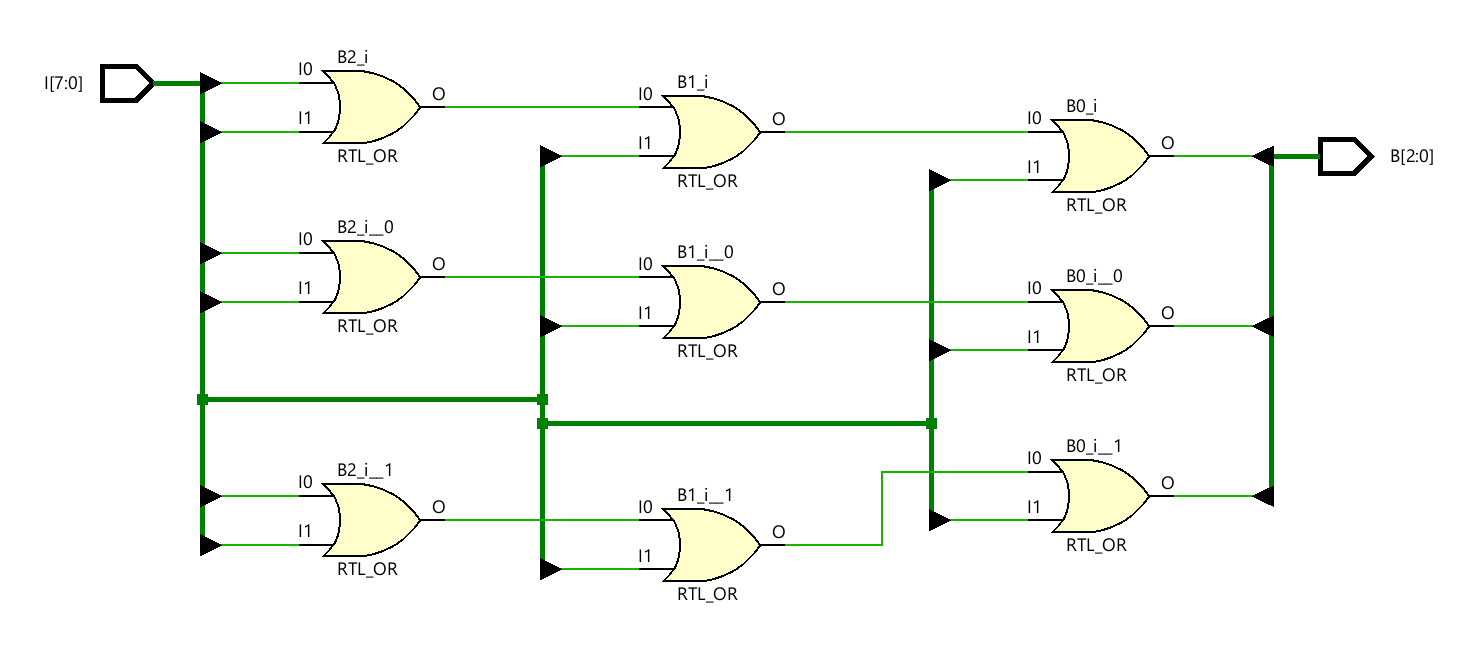 I[7:0]
B2_i
I0
I1
O
RTL_OR
B1_i
I0
I1
O
RTL_OR
B0_i
I0
I1
O
RTL_OR
B[2:0]
B2_i__0
I0
I1
O
RTL_OR
B1_i__0
I0
I1
O
RTL_OR
B0_i__0
I0
I1
O
RTL_OR
B2_i__1
I0
I1
O
RTL_OR
B1_i__1
I0
I1
O
RTL_OR
B0_i__1
I0
I1
O
RTL_OR